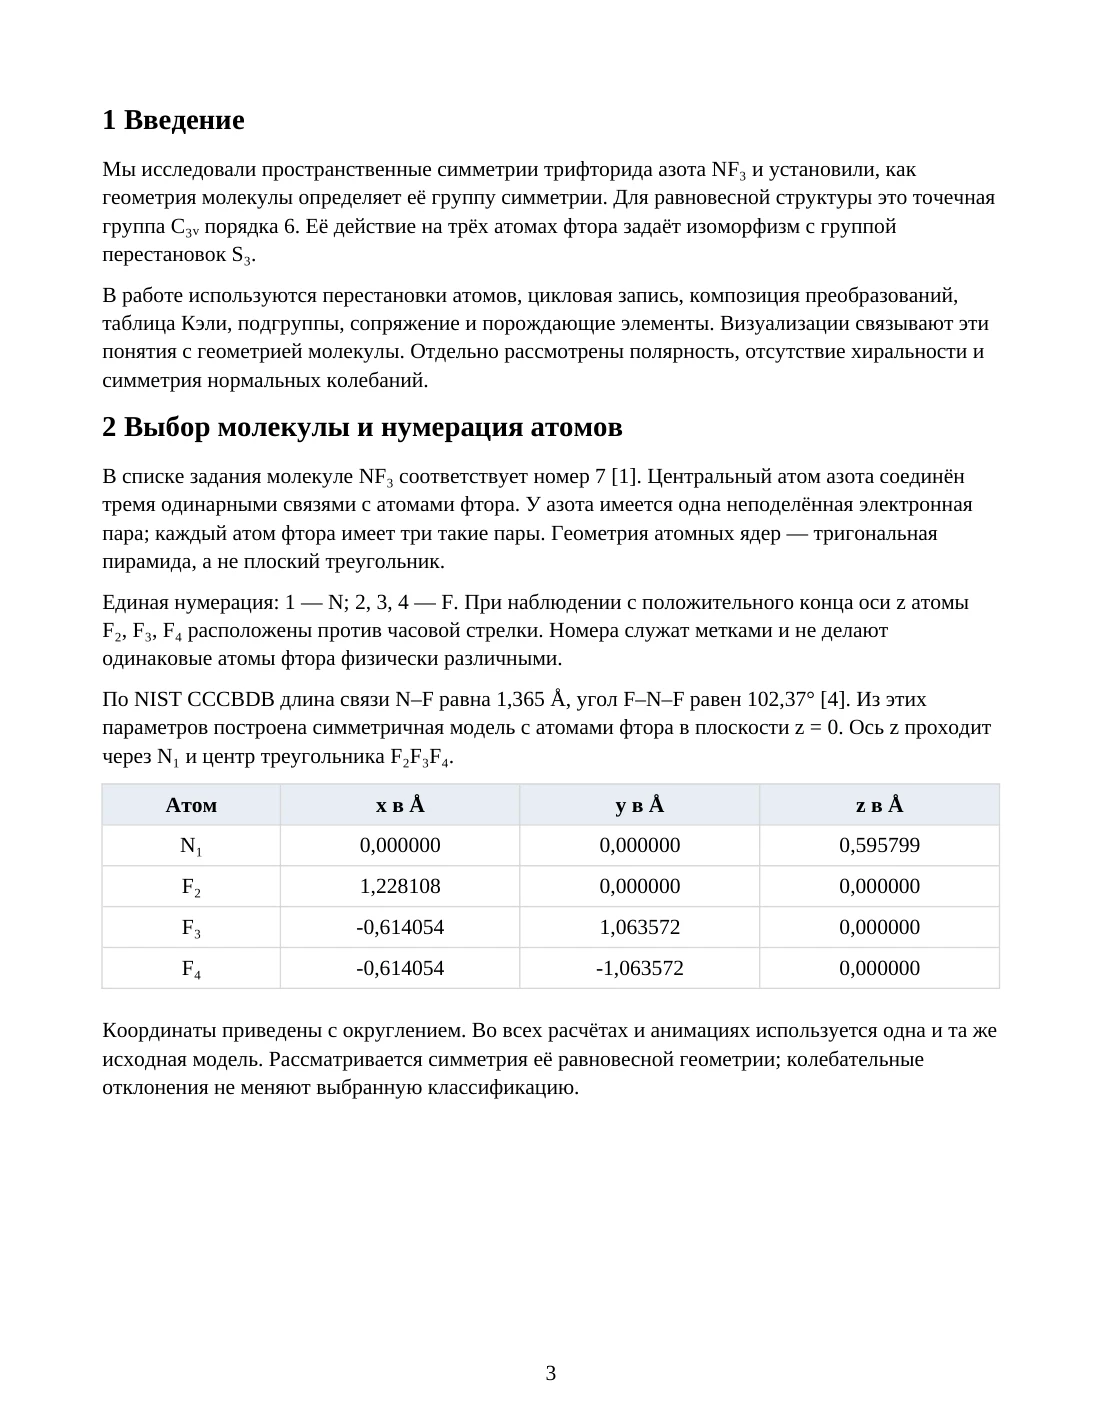 1 Введение
Мы исследовали пространственные симметрии трифторида азота NF₃ и установили, как
геометрия молекулы определяет её группу симметрии. Для равновесной структуры это точечная
группа C₃ᵥ порядка 6. Её действие на трёх атомах фтора задаёт изоморфизм с группой
перестановок S₃.
В работе используются перестановки атомов, цикловая запись, композиция преобразований,
таблица Кэли, подгруппы, сопряжение и порождающие элементы. Визуализации связывают эти
понятия с геометрией молекулы. Отдельно рассмотрены полярность, отсутствие хиральности и
симметрия нормальных колебаний.
2 Выбор молекулы и нумерация атомов
В списке задания молекуле NF₃ соответствует номер 7 [1]. Центральный атом азота соединён
тремя одинарными связями с атомами фтора. У азота имеется одна неподелённая электронная
пара; каждый атом фтора имеет три такие пары. Геометрия атомных ядер — тригональная
пирамида, а не плоский треугольник.
Единая нумерация: 1 — N; 2, 3, 4 — F. При наблюдении с положительного конца оси z атомы
F₂, F₃, F₄ расположены против часовой стрелки. Номера служат метками и не делают
одинаковые атомы фтора физически различными.
По NIST CCCBDB длина связи N–F равна 1,365 Å, угол F–N–F равен 102,37° [4]. Из этих
параметров построена симметричная модель с атомами фтора в плоскости z = 0. Ось z проходит
через N₁ и центр треугольника F₂F₃F₄.
Атом x в Å y в Å z в Å
N₁ 0,000000 0,000000 0,595799
F₂ 1,228108 0,000000 0,000000
F₃ -0,614054 1,063572 0,000000
F₄ -0,614054 -1,063572 0,000000
Координаты приведены с округлением. Во всех расчётах и анимациях используется одна и та же
исходная модель. Рассматривается симметрия её равновесной геометрии; колебательные
отклонения не меняют выбранную классификацию.
3